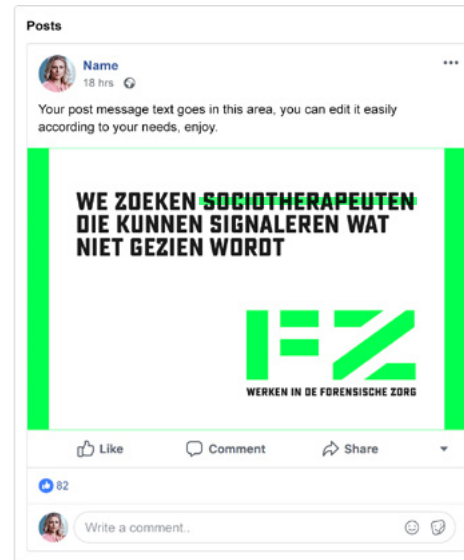 Posts
Name
18 hrs
Your post message text goes in this area, you can edit it easily
according to your needs, enjoy.
WE ZOEKEN SOCIOTHERAPEUTEN
DIE KUNNEN SIGNALEREN WAT
NIET GEZIEN WORDT
FZ
WERKEN IN DE FORENSISCHE ZORG
Like Comment Share
82
Write a comment..